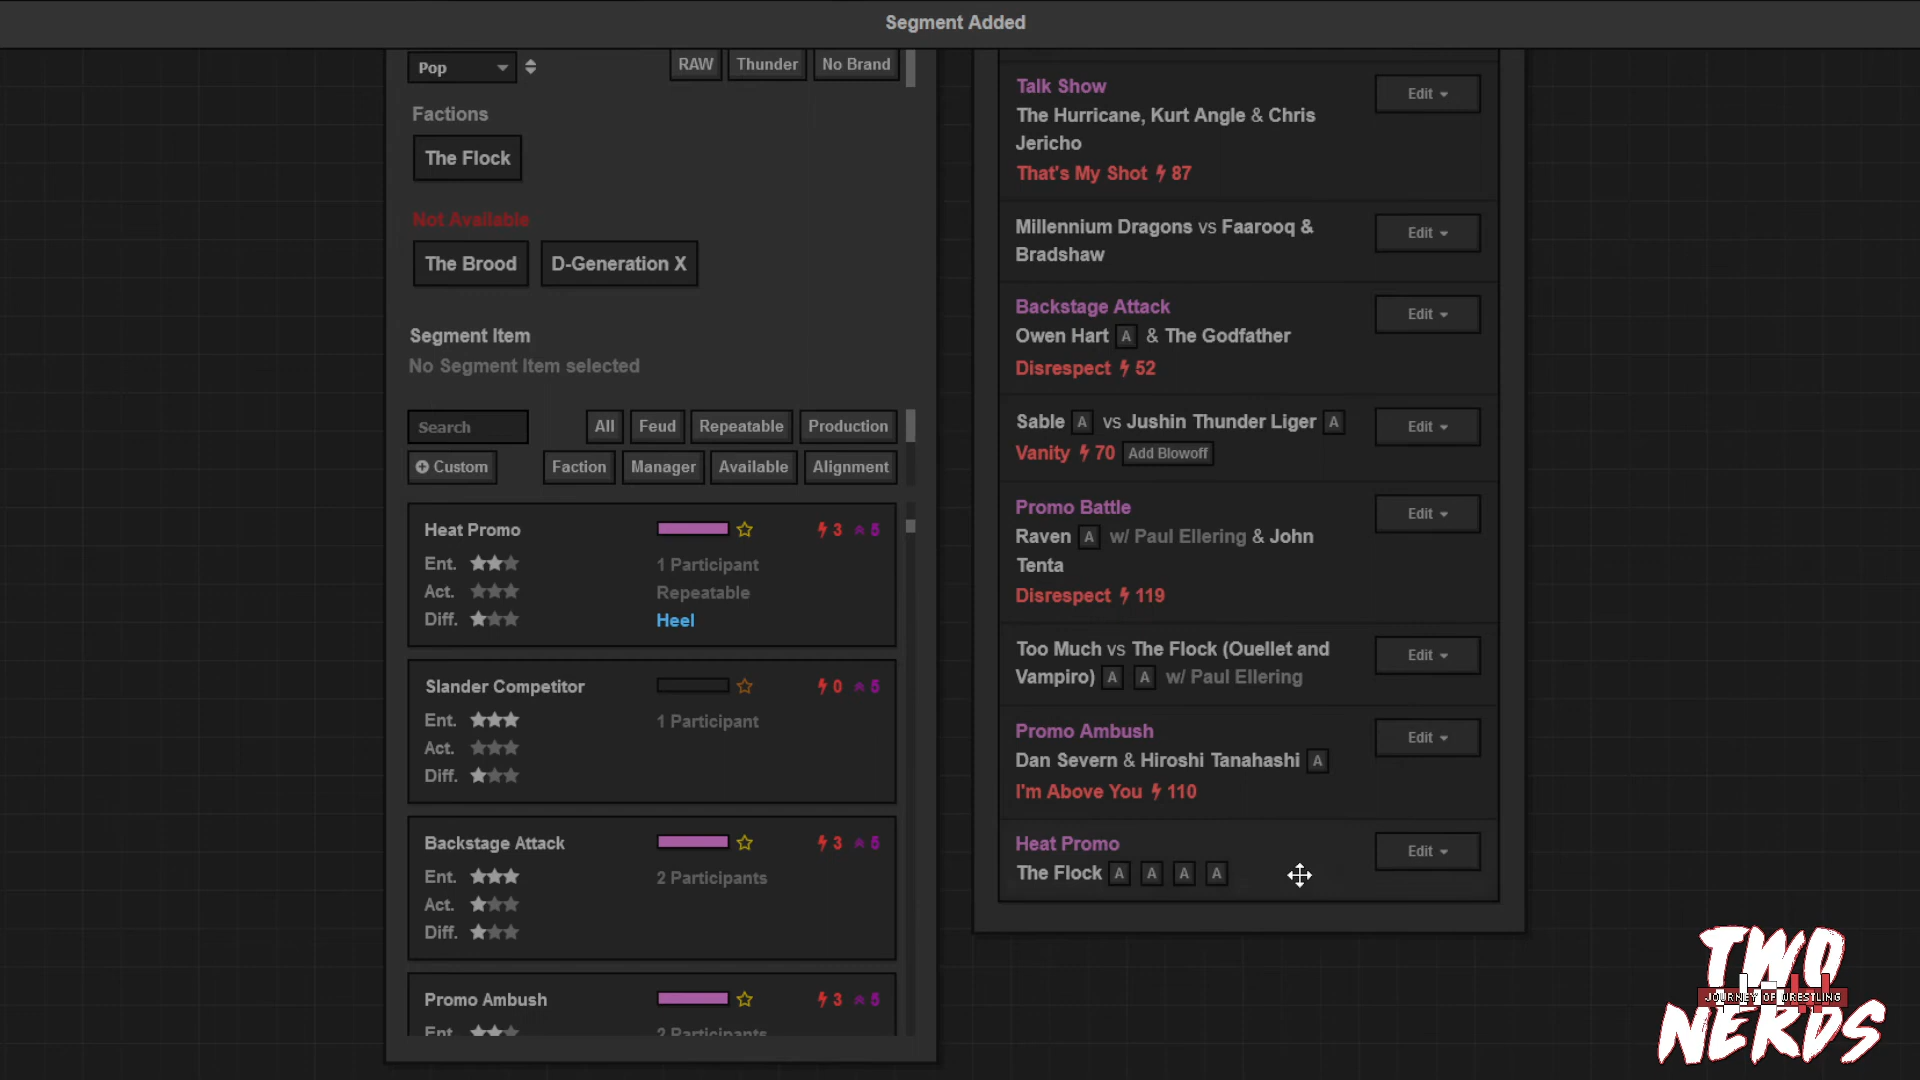 Segment Added
Pop
RAW
Thunder
No Brand
Factions
The Flock
Not Available
The Brood
D-Generation X
Segment Item
No Segment Item selected
Search
All
Feud
Repeatable
Production
Custom
Faction
Manager
Available
Alignment
Heat Promo
3 5
Ent.
1 Participant
Act.
Repeatable
Diff.
Heel
Slander Competitor
0 5
Ent.
1 Participant
Act.
Diff.
Backstage Attack
3 5
Ent.
2 Participants
Act.
Diff.
Promo Ambush
3 5
Ent.
2 Participants
Talk Show
Edit
The Hurricane, Kurt Angle & Chris
Jericho
That's My Shot 87
Millennium Dragons vs Faarooq &
Bradshaw
Edit
Backstage Attack
Edit
Owen Hart A & The Godfather
Disrespect 52
Sable A vs Jushin Thunder Liger A
Edit
Vanity 70 Add Blowoff
Promo Battle
Edit
Raven A w/ Paul Ellering & John
Tenta
Disrespect 119
Too Much vs The Flock (Ouellet and
Vampiro) A A w/ Paul Ellering
Edit
Promo Ambush
Edit
Dan Severn & Hiroshi Tanahashi A
I'm Above You 110
Heat Promo
Edit
The Flock A A A A
TWO
JOURNEY OF WRESTLING
NERDS